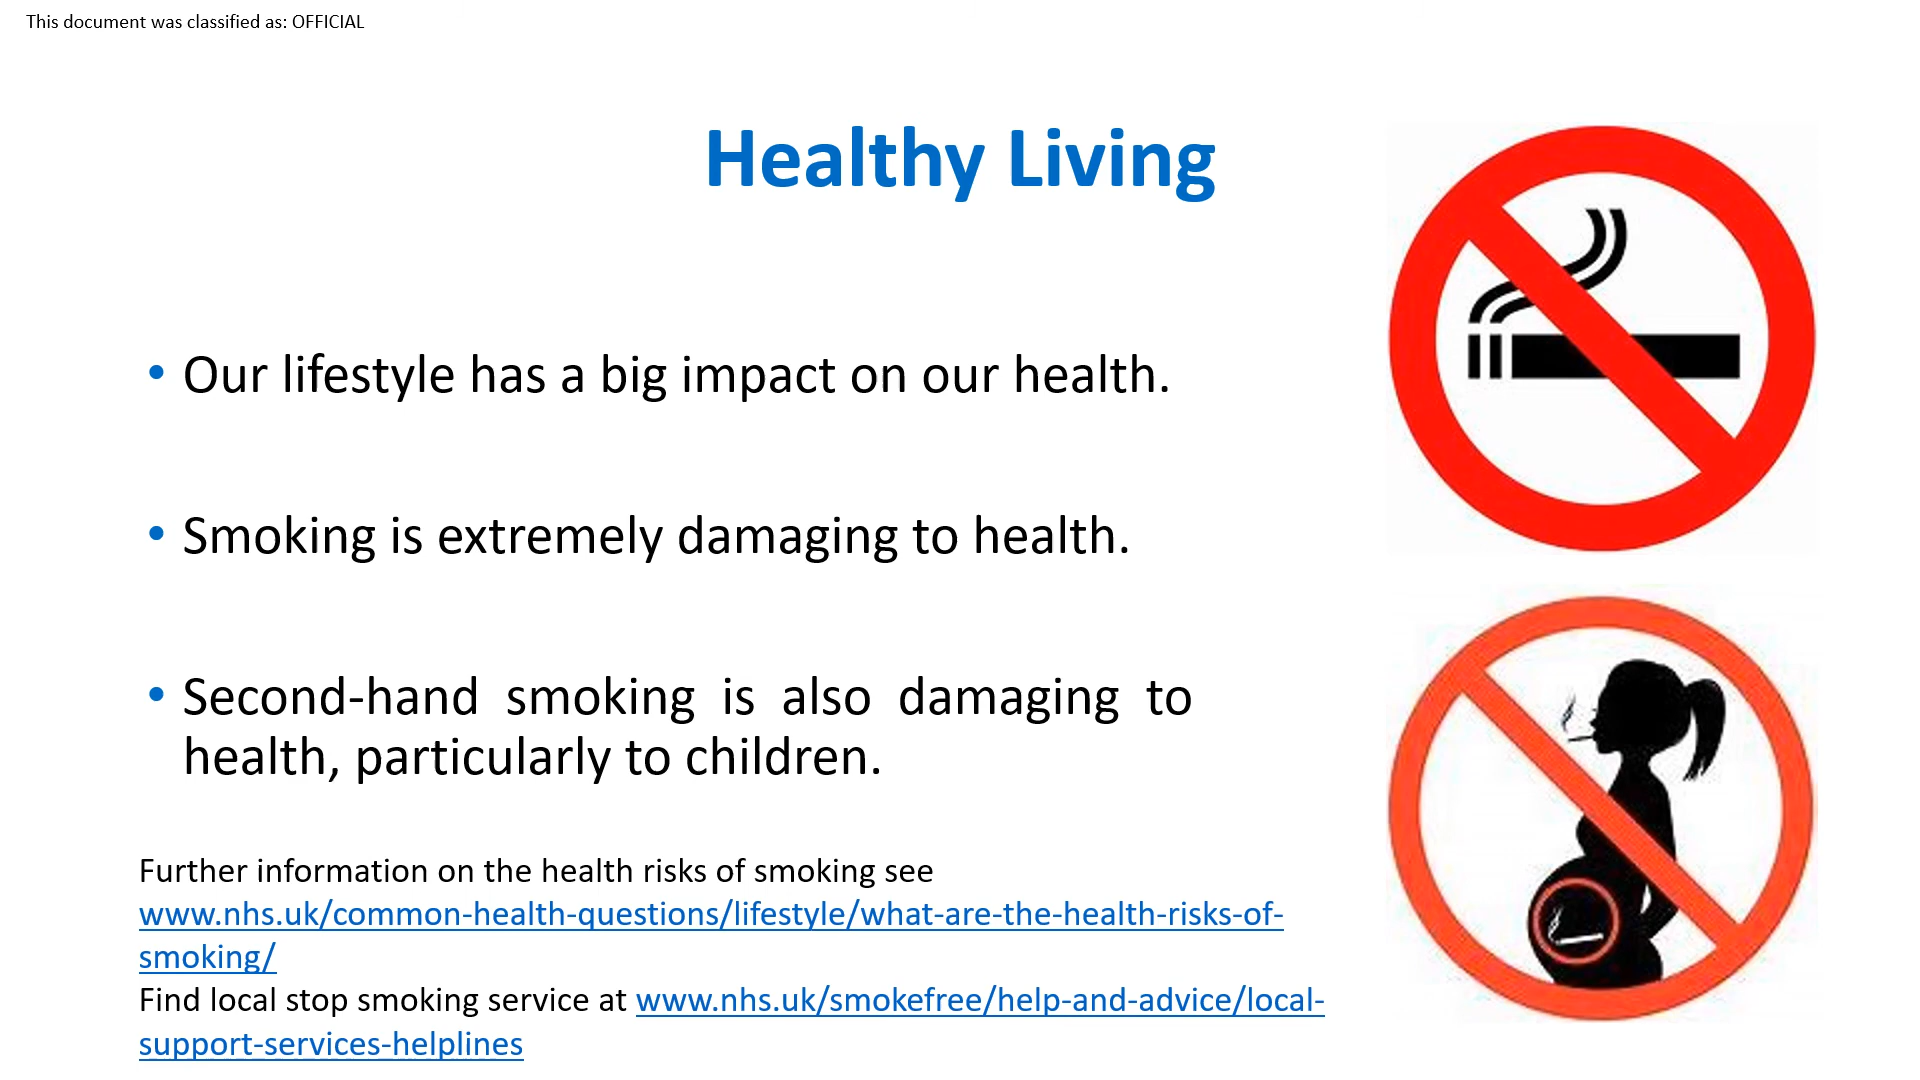 This document was classified as: OFFICIAL
Healthy Living
• Our lifestyle has a big impact on our health.
• Smoking is extremely damaging to health.
• Second-hand smoking is also damaging to
health, particularly to children.
Further information on the health risks of smoking see
www.nhs.uk/common-health-questions/lifestyle/what-are-the-health-risks-of-
smoking/
Find local stop smoking service at www.nhs.uk/smokefree/help-and-advice/local-
support-services-helplines